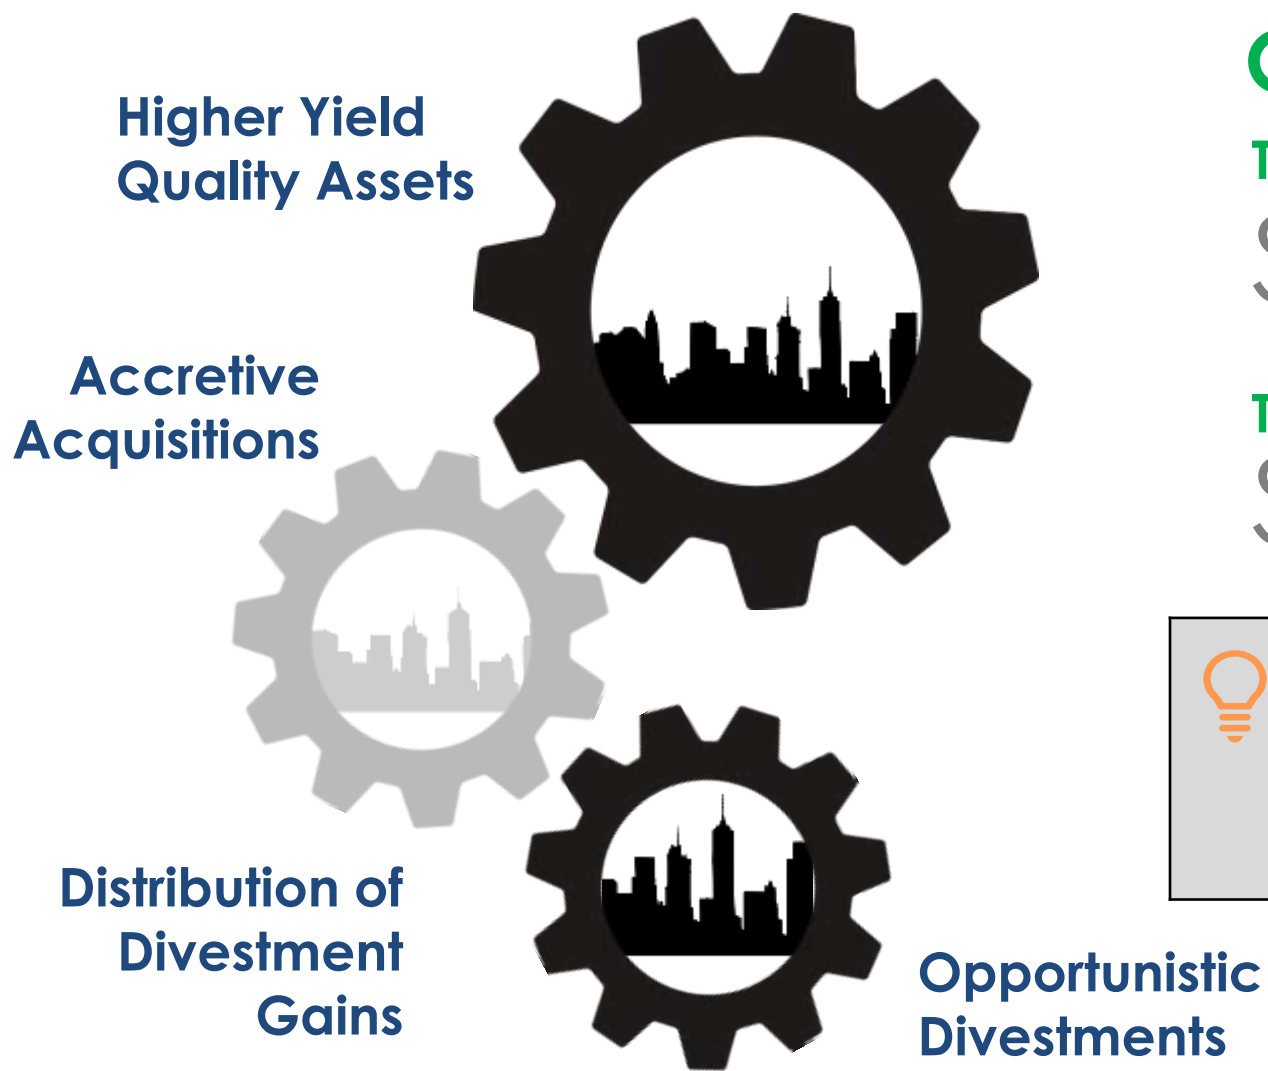 Higher Yield
Quality Assets
Accretive
Acquisitions
Distribution of
Divestment
Gains
Opportunistic
Divestments